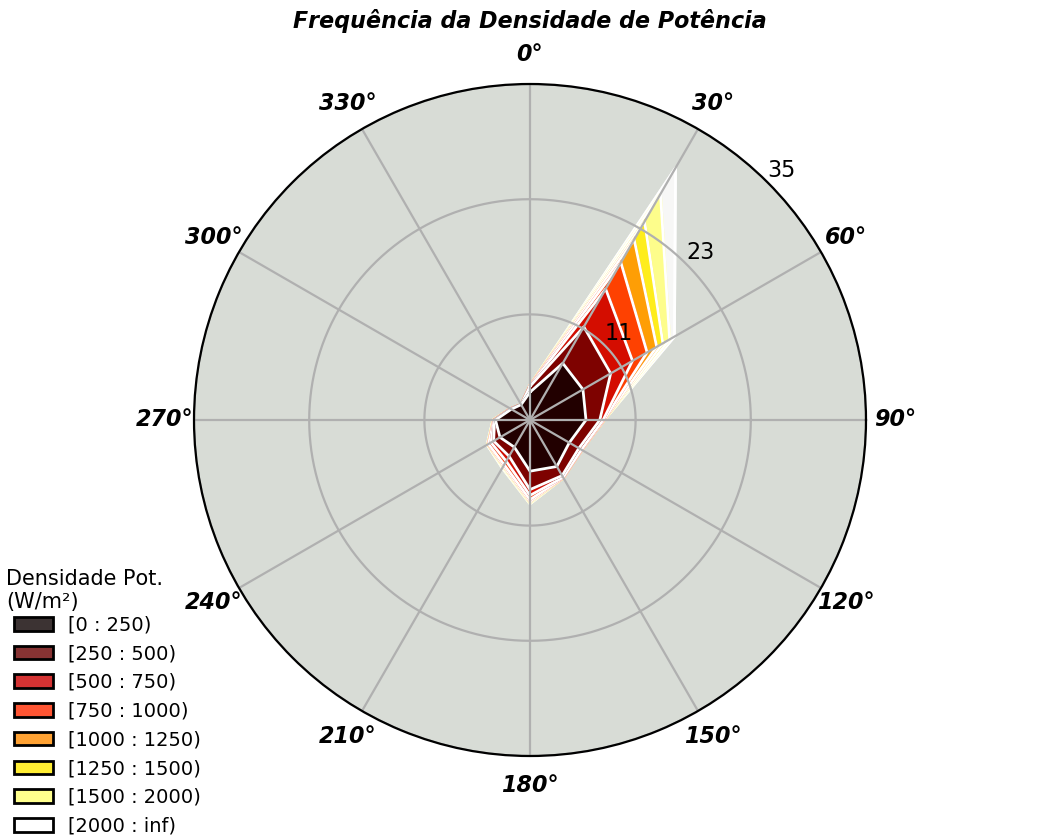 Frequência da Densidade de Potência
0°
330°
30°
35
300°
60°
23
11
270°
90°
Densidade Pot.
(W/m²)
240°
120°
[0 : 250)
[250 : 500)
[500 : 750)
[750 : 1000)
[1000 : 1250)
[1250 : 1500)
[1500 : 2000)
[2000 : inf)
210°
150°
180°